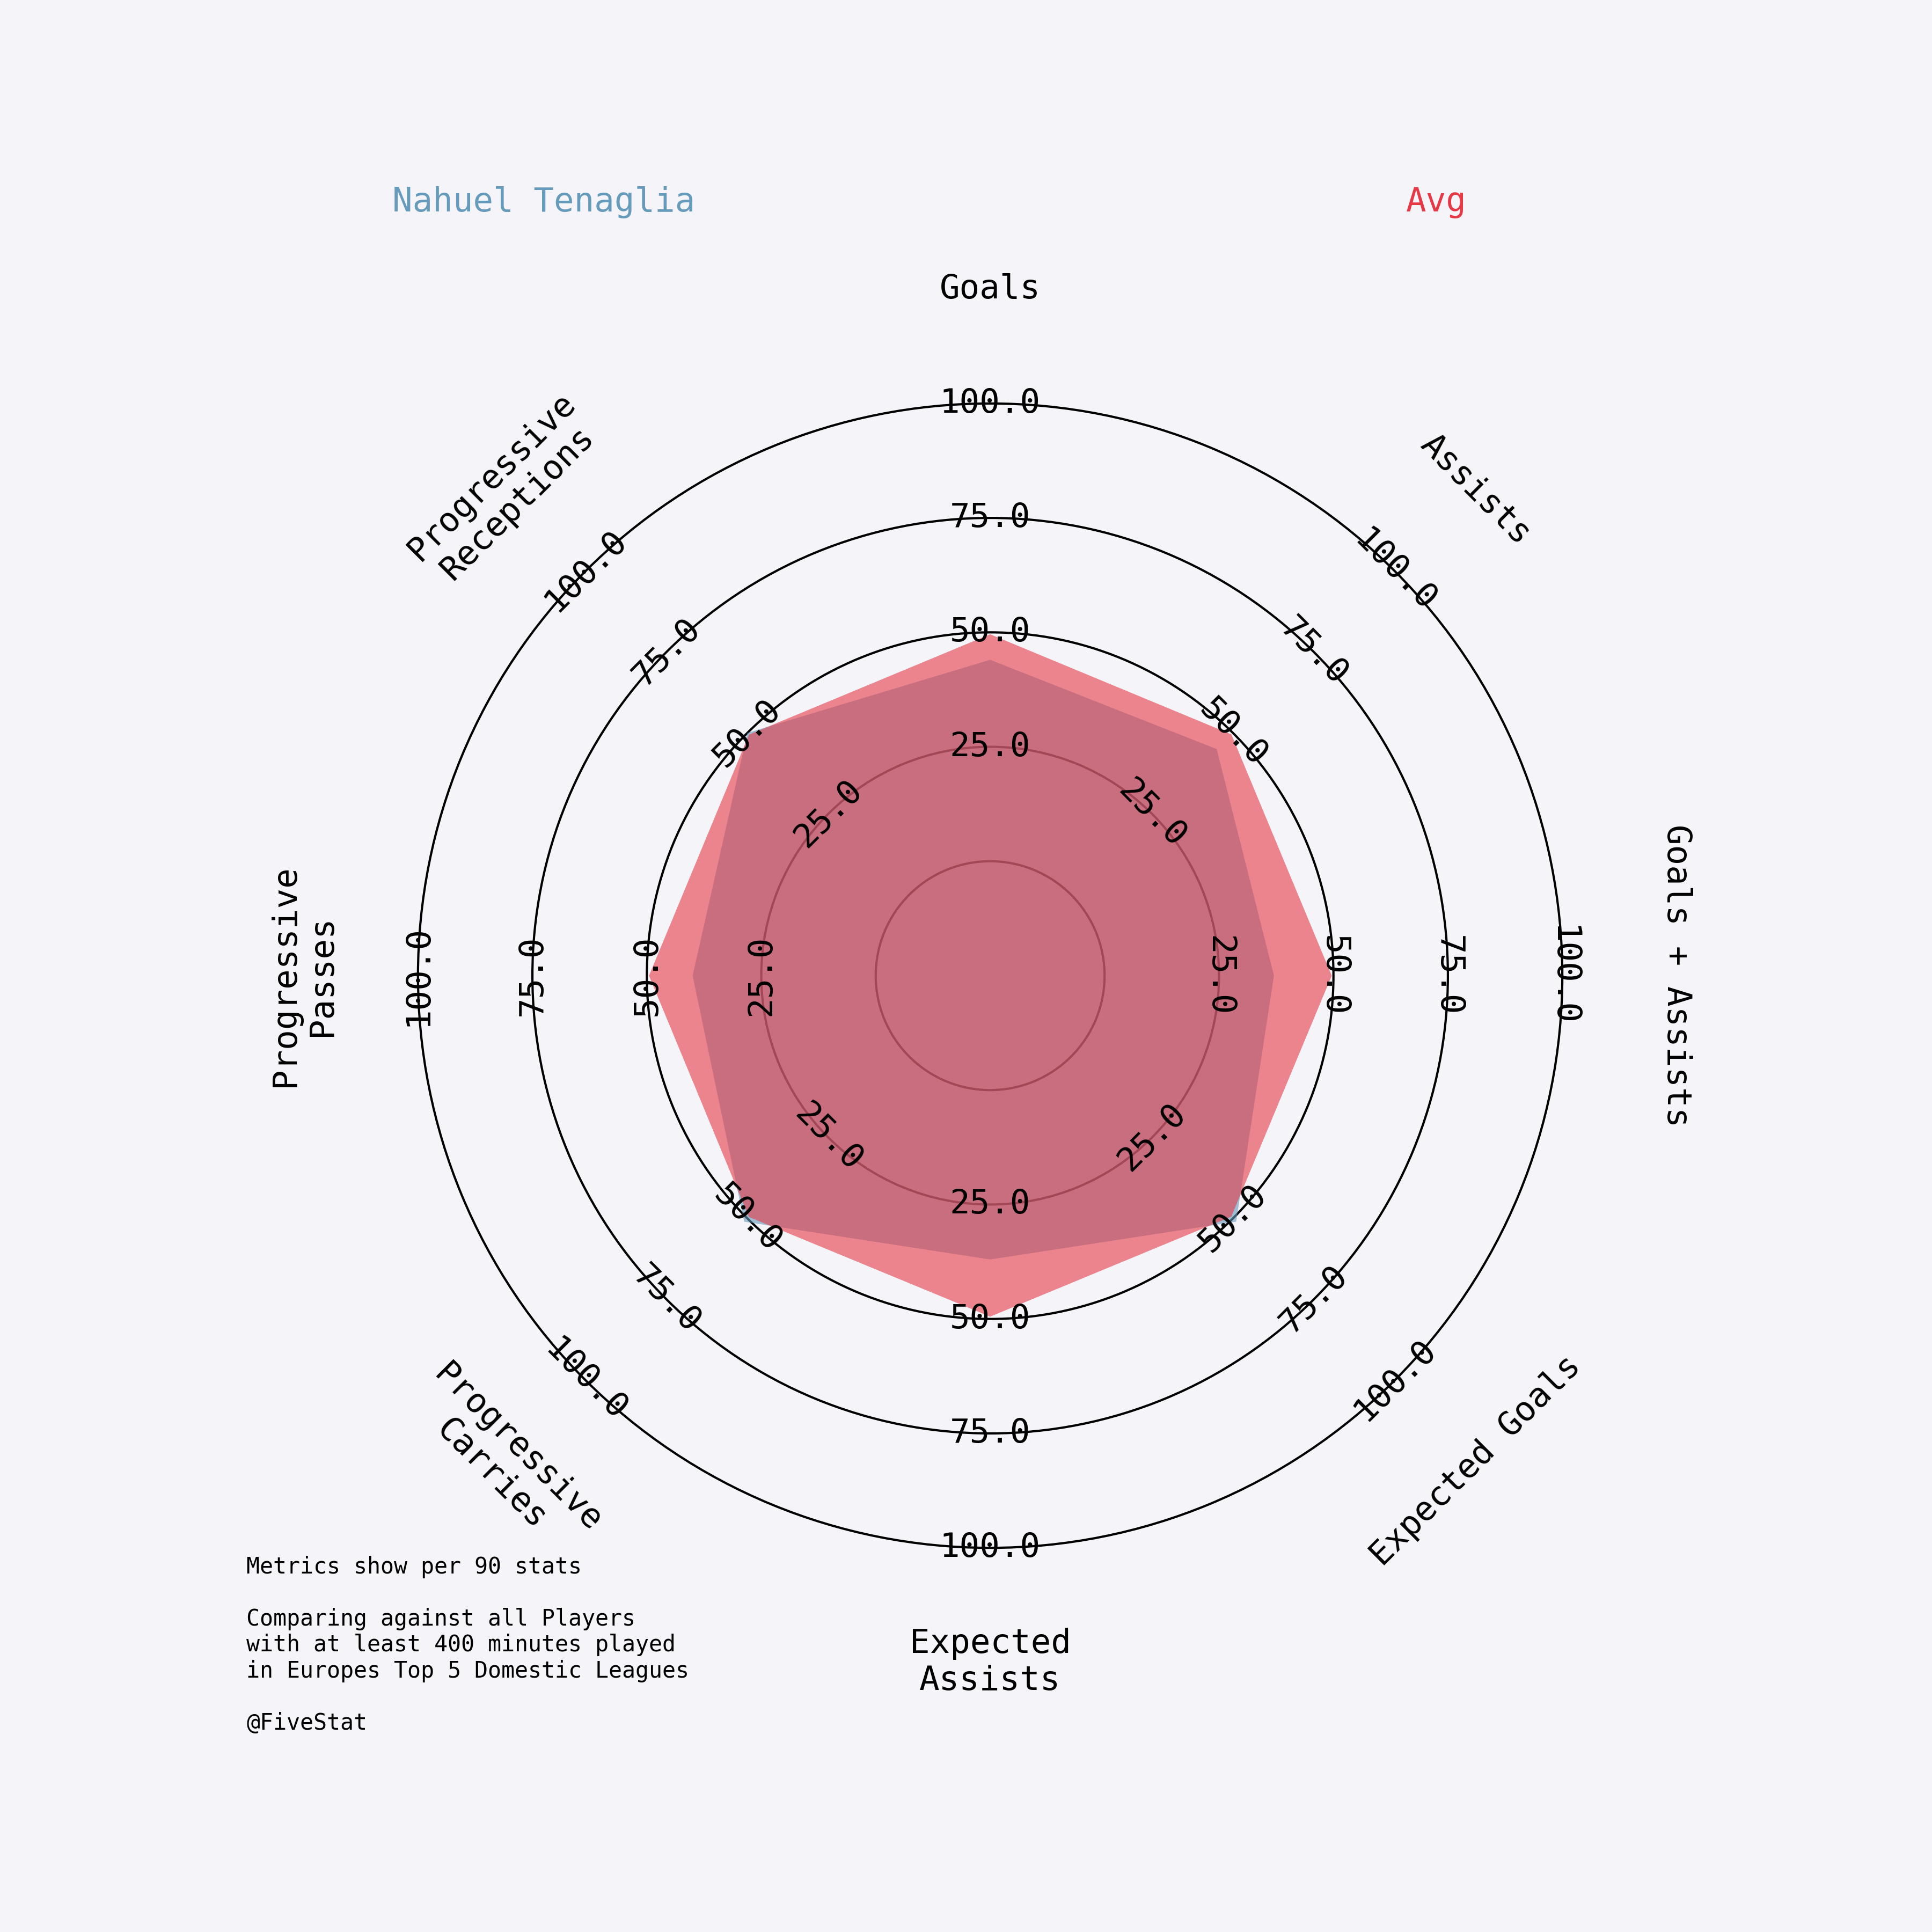 Nahuel Tenaglia
Avg
Goals
Assists
Goals + Assists
Expected Goals
Expected
Assists
Progressive
Carries
Progressive
Passes
Progressive
Receptions
100.0
75.0
50.0
25.0
100.0
75.0
50.0
25.0
100.0
75.0
50.0
25.0
100.0
75.0
50.0
25.0
100.0
75.0
50.0
25.0
100.0
75.0
50.0
25.0
100.0
75.0
50.0
25.0
100.0
75.0
50.0
25.0
Metrics show per 90 stats
Comparing against all Players
with at least 400 minutes played
in Europes Top 5 Domestic Leagues
@FiveStat